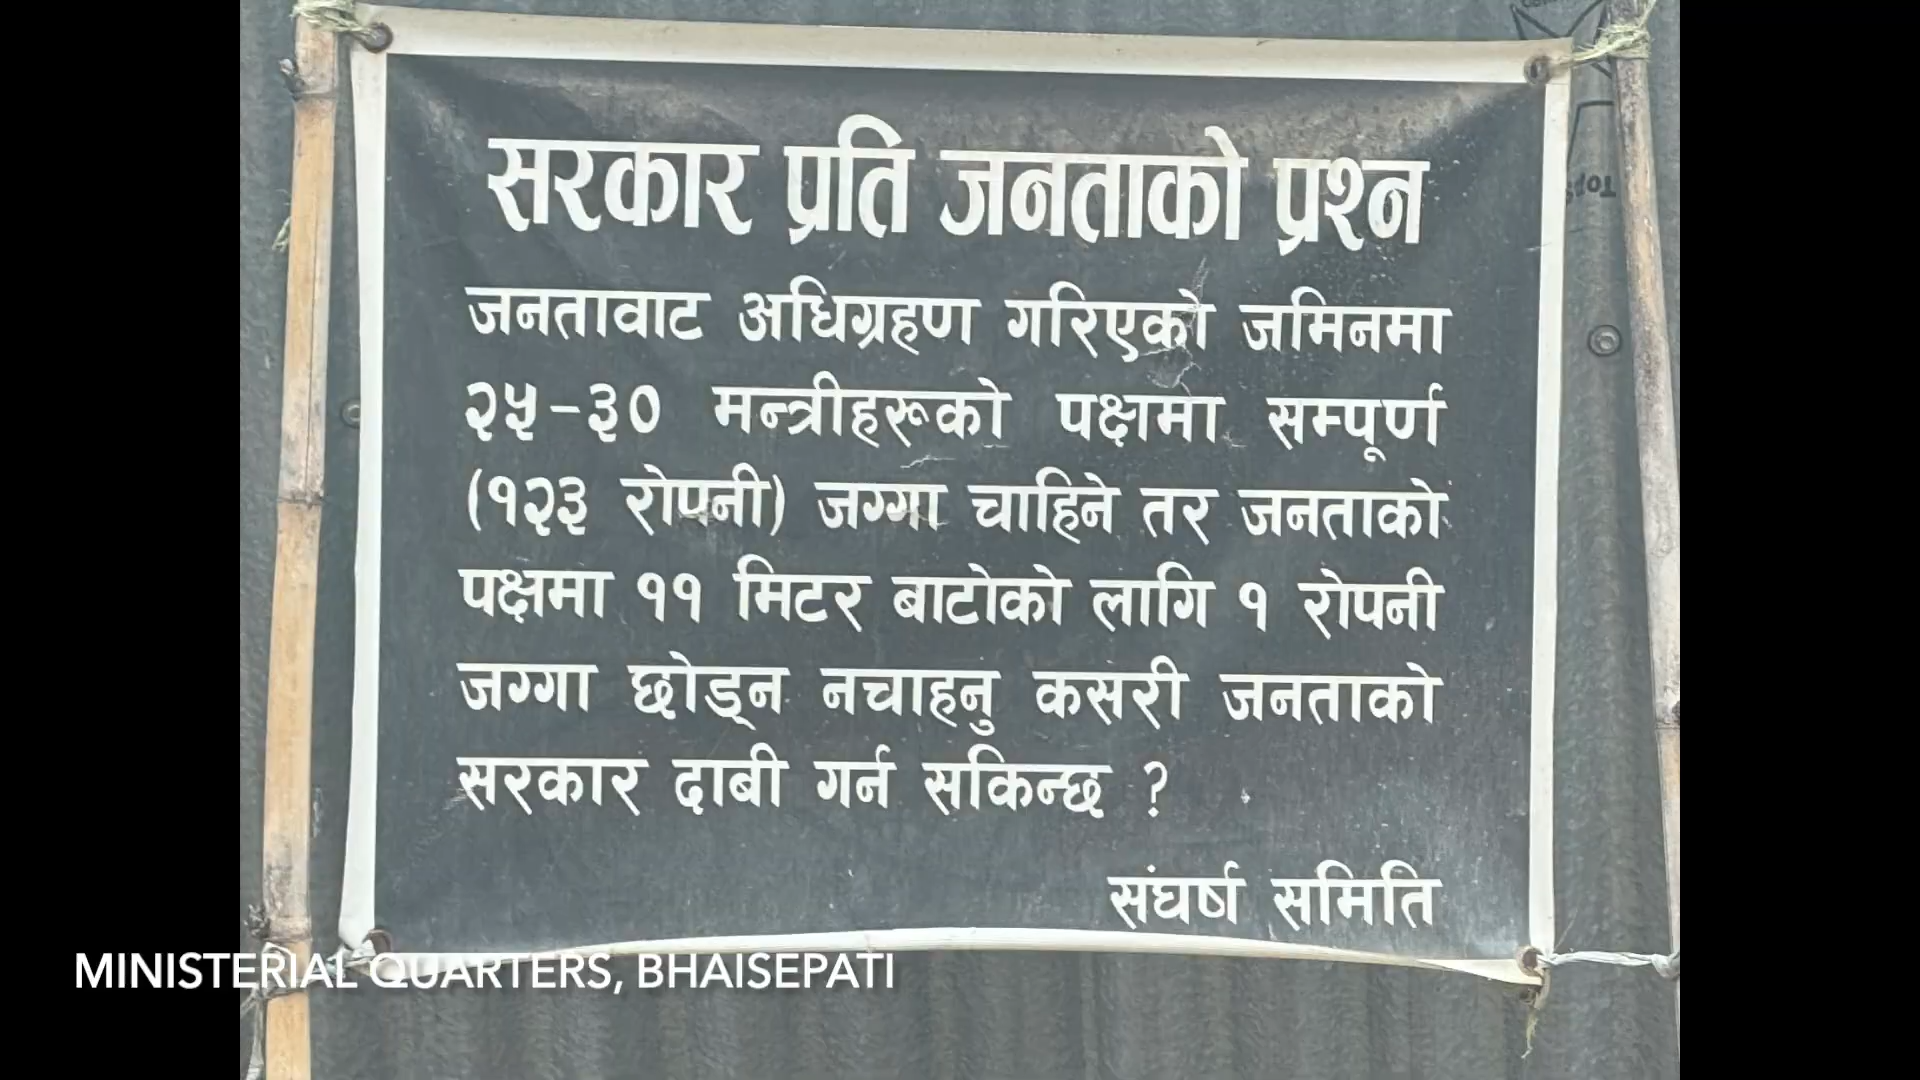 सरकार प्रति जनताको प्रश्न
जनतावाट अधिग्रहण गरिएको जमिनमा
२५-३० मन्त्रीहरूको पक्षमा सम्पूर्ण
(१२३ रोपनी) जग्गा चाहिने तर जनताको
पक्षमा ११ मिटर बाटोको लागि १ रोपनी
जग्गा छोड्न नचाहनु कसरी जनताको
सरकार दाबी गर्न सकिन्छ ?
संघर्ष समिति
MINISTERIAL QUARTERS, BHAISEPATI